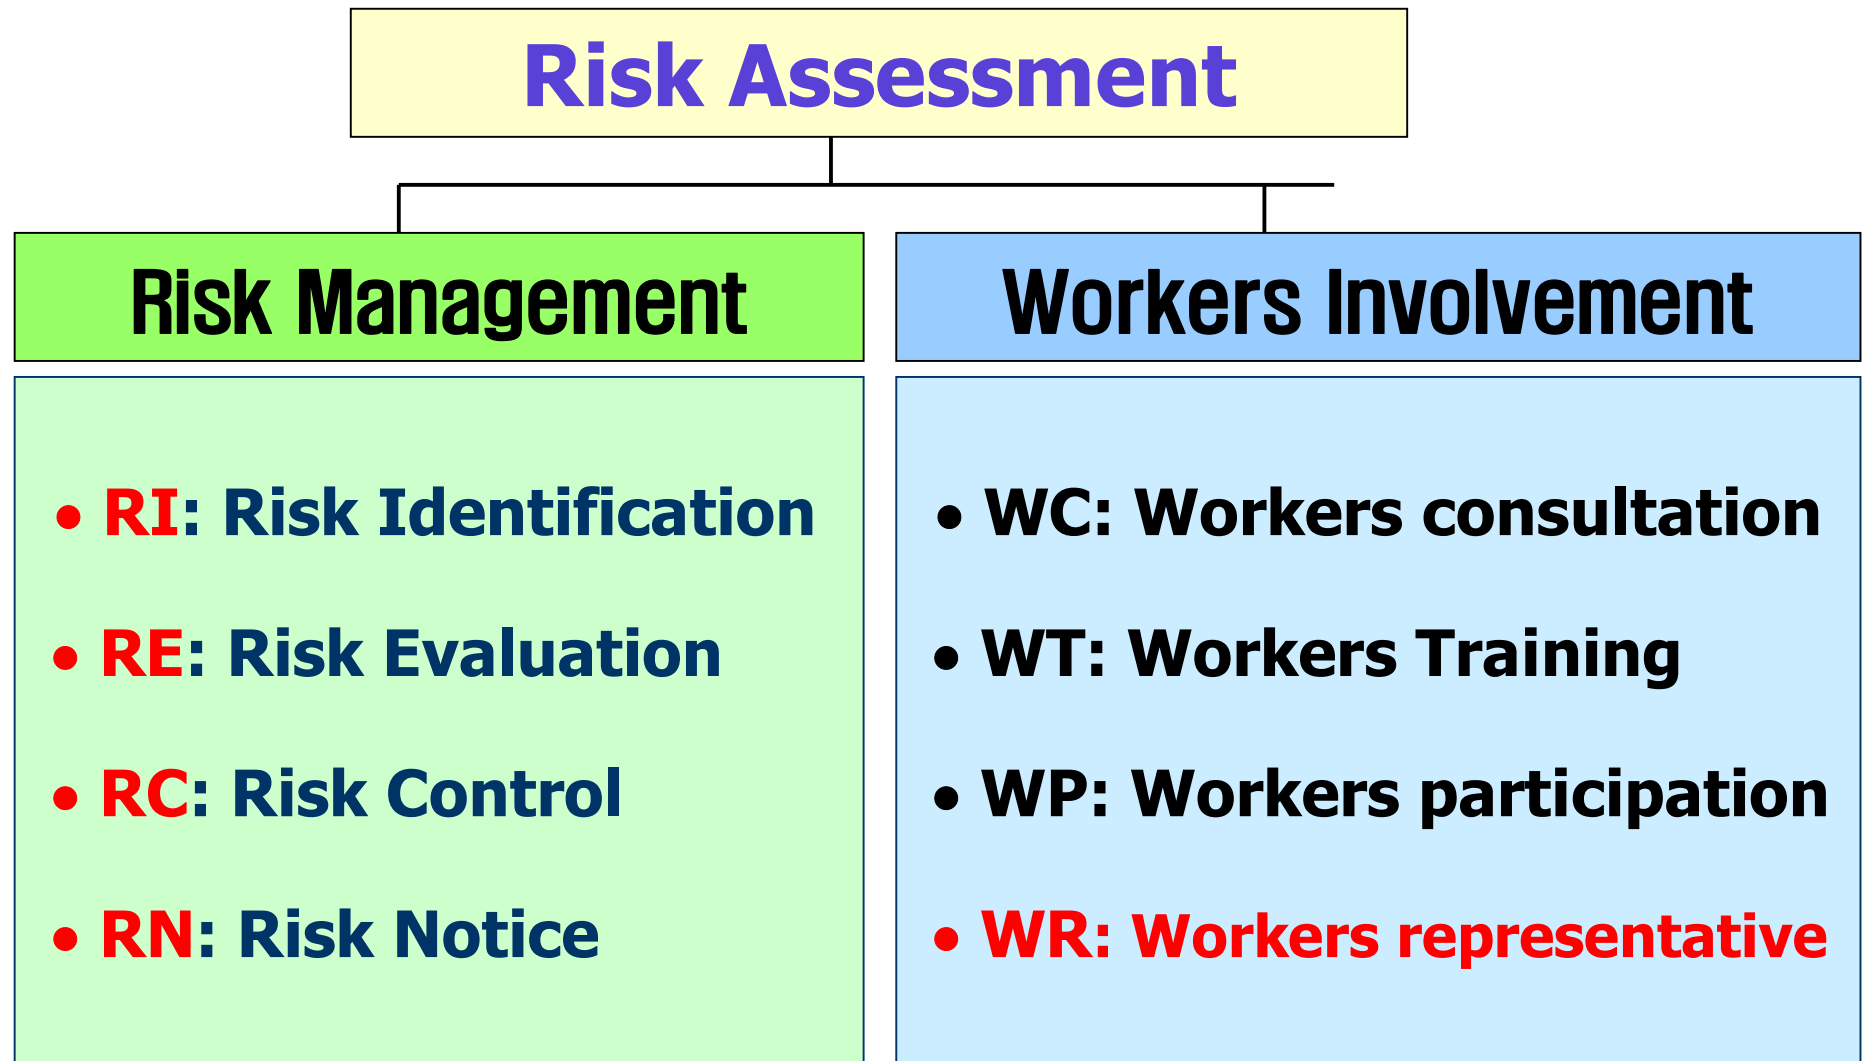 Risk Assessment
Risk Management
• RI: Risk Identification
• RE: Risk Evaluation
• RC: Risk Control
• RN: Risk Notice
Workers Involvement
• WC: Workers consultation
• WT: Workers Training
• WP: Workers participation
• WR: Workers representative